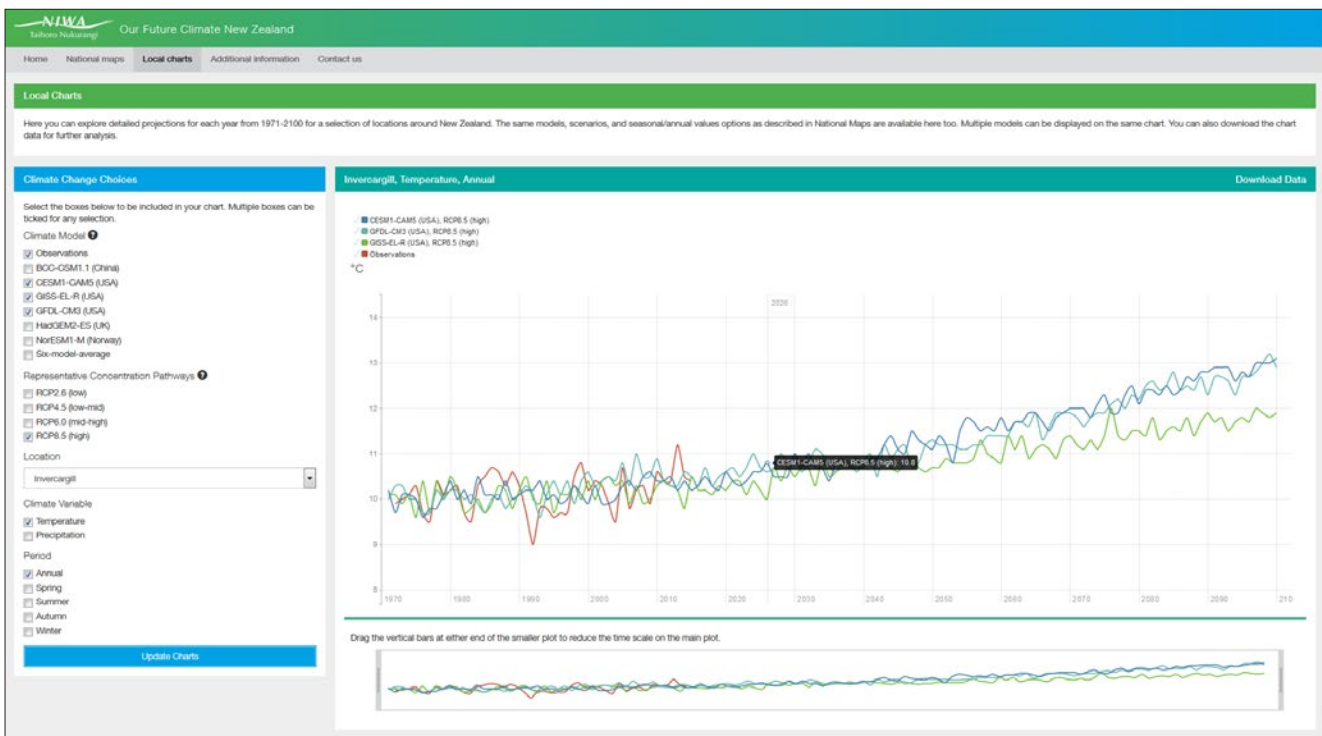 NIWA
Taihoro Nukurangi
Our Future Climate New Zealand
Home National maps Local charts Additional information Contact us
Local Charts
Here you can explore detailed projections for each year from 1971-2100 for a selection of locations around New Zealand. The same models, scenarios, and seasonal/annual values options as described in National Maps are available here too. Multiple models can be displayed on the same chart. You can also download the chart
data for further analysis.
Climate Change Choices
Select the boxes below to be included in your chart. Multiple boxes can be
ticked for any selection.
Climate Model ?
Observations
BCC-CSM1.1 (China)
CESM1-CAM5 (USA)
GISS-EL-R (USA)
GFDL-CM3 (USA)
HadGEM2-ES (UK)
NorESM1-M (Norway)
Six-model-average
Representative Concentration Pathways ?
RCP2.6 (low)
RCP4.5 (low-mid)
RCP6.0 (mid-high)
RCP8.5 (high)
Location
Invercargill
Climate Variable
Temperature
Precipitation
Period
Annual
Spring
Summer
Autumn
Winter
Update Charts
Invercargill, Temperature, Annual Download Data
CESM1-CAM5 (USA), RCP8.5 (high)
GFDL-CM3 (USA), RCP8.5 (high)
GISS-EL-R (USA), RCP8.5 (high)
Observations
°C
2026
14
13
12
11
CESM1-CAM5 (USA), RCP8.5 (high): 10.8
10
9
8
1970 1980 1990 2000 2010 2020 2030 2040 2050 2060 2070 2080 2090 210
Drag the vertical bars at either end of the smaller plot to reduce the time scale on the main plot.